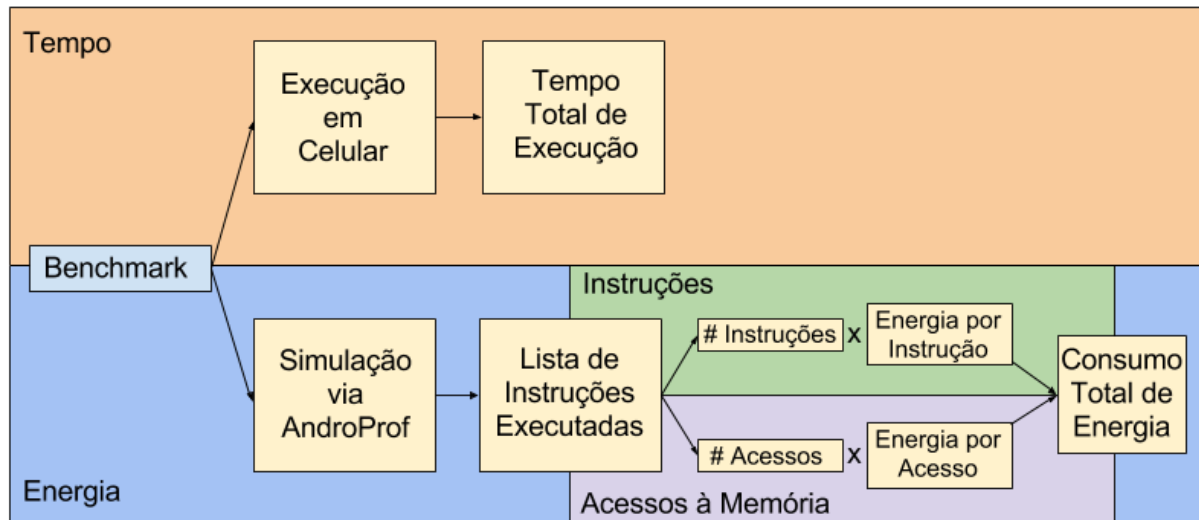 Tempo
Execução
em
Celular
Tempo
Total de
Execução
Benchmark
Energia
Simulação
via
AndroProf
Lista de
Instruções
Executadas
Instruções
# Instruções
x
Energia por
Instrução
# Acessos
x
Energia por
Acesso
Acessos à Memória
Consumo
Total de
Energia